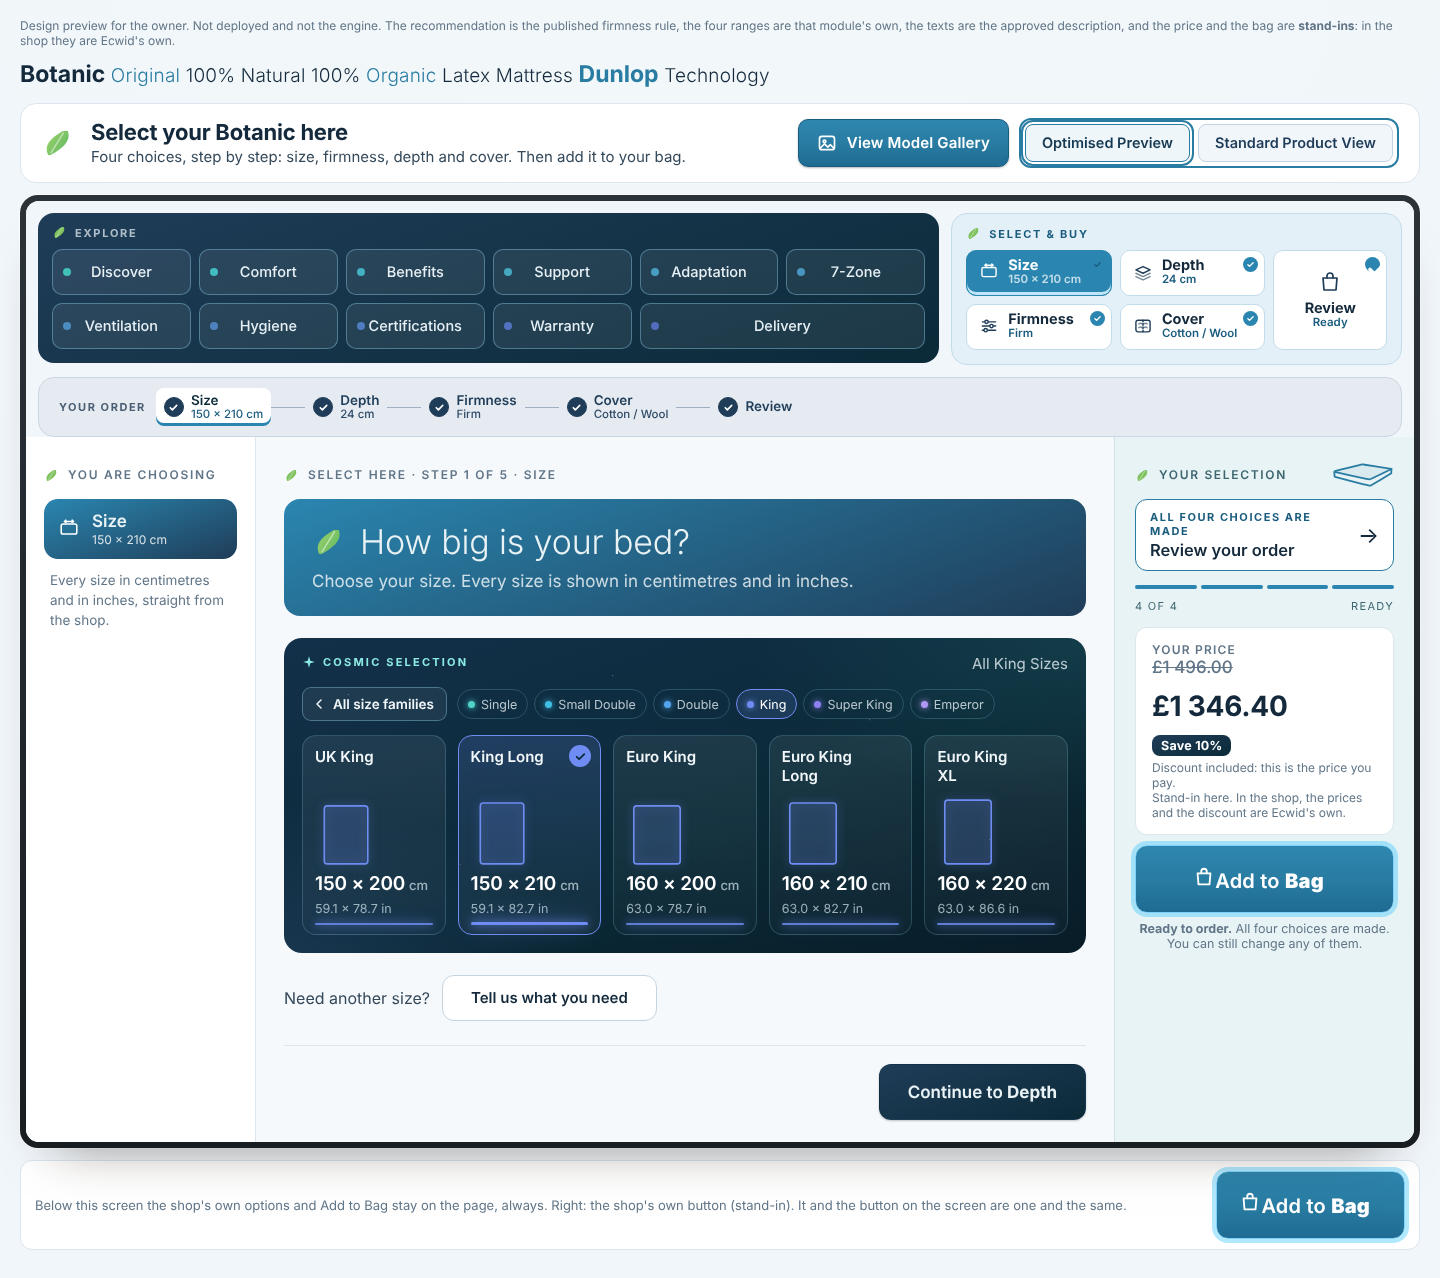 Design preview for the owner. Not deployed and not the engine. The recommendation is the published firmness rule, the four ranges are that module's own, the texts are the approved description, and the price and the bag are stand-ins: in the
shop they are Ecwid's own.
Botanic Original 100% Natural 100% Organic Latex Mattress Dunlop Technology
Select your Botanic here
Four choices, step by step: size, firmness, depth and cover. Then add it to your bag.
View Model Gallery
Optimised Preview
Standard Product View
EXPLORE
Discover
Comfort
Benefits
Support
Adaptation
7-Zone
Ventilation
Hygiene
Certifications
Warranty
Delivery
SELECT & BUY
Size
150 × 210 cm
Depth
24 cm
Firmness
Firm
Cover
Cotton / Wool
Review
Ready
YOUR ORDER
Size
150 × 210 cm
Depth
24 cm
Firmness
Firm
Cover
Cotton / Wool
Review
YOU ARE CHOOSING
Size
150 × 210 cm
Every size in centimetres
and in inches, straight from
the shop.
SELECT HERE · STEP 1 OF 5 · SIZE
How big is your bed?
Choose your size. Every size is shown in centimetres and in inches.
COSMIC SELECTION
All King Sizes
All size families
Single
Small Double
Double
King
Super King
Emperor
UK King
150 × 200 cm
59.1 × 78.7 in
King Long
150 × 210 cm
59.1 × 82.7 in
Euro King
160 × 200 cm
63.0 × 78.7 in
Euro King
Long
160 × 210 cm
63.0 × 82.7 in
Euro King
XL
160 × 220 cm
63.0 × 86.6 in
Need another size?
Tell us what you need
Continue to Depth
YOUR SELECTION
ALL FOUR CHOICES ARE
MADE
Review your order
4 OF 4
READY
YOUR PRICE
£1 496.00
£1 346.40
Save 10%
Discount included: this is the price you
pay.
Stand-in here. In the shop, the prices
and the discount are Ecwid's own.
Add to Bag
Ready to order. All four choices are made.
You can still change any of them.
Below this screen the shop's own options and Add to Bag stay on the page, always. Right: the shop's own button (stand-in). It and the button on the screen are one and the same.
Add to Bag